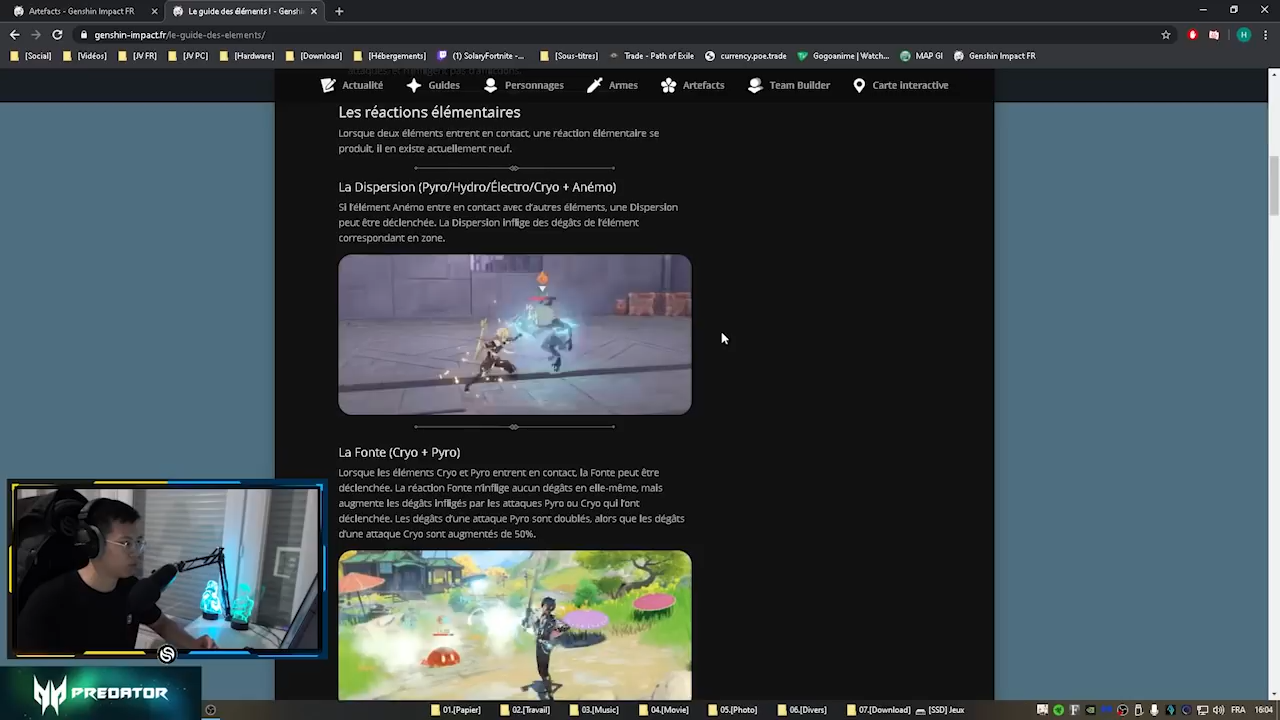 Artefacts - Genshin Impact FR
Le guide des éléments ! - Genshi
genshin-impact.fr/le-guide-des-elements/
H
[Social]
[Vidéos]
[JV FR]
[JV PC]
[Hardware]
[Download]
[Hébergements]
(1) SolaryFortnite -...
[Sous-titres]
Trade - Path of Exile
currency.poe.trade
Gogoanime | Watch...
MAP GI
Genshin Impact FR
Actualité
Guides
Personnages
Armes
Artefacts
Team Builder
Carte interactive
Les réactions élémentaires
Lorsque deux éléments entrent en contact, une réaction élémentaire se
produit, il en existe actuellement neuf.
La Dispersion (Pyro/Hydro/Électro/Cryo + Anémo)
Si l'élément Anémo entre en contact avec d'autres éléments, une Dispersion
peut être déclenchée. La Dispersion inflige des dégâts de l'élément
correspondant en zone.
La Fonte (Cryo + Pyro)
Lorsque les éléments Cryo et Pyro entrent en contact, la Fonte peut être
déclenchée. La réaction Fonte n'inflige aucun dégâts en elle-même, mais
augmente les dégâts infligés par les attaques Pyro ou Cryo qui l'ont
déclenchée. Les dégâts d'une attaque Pyro sont doublés, alors que les dégâts
d'une attaque Cryo sont augmentés de 50%.
PREDATOR
01.[Papier]
02.[Travail]
03.[Music]
04.[Movie]
05.[Photo]
06.[Divers]
07.[Download]
[SSD] Jeux
FRA
16:04